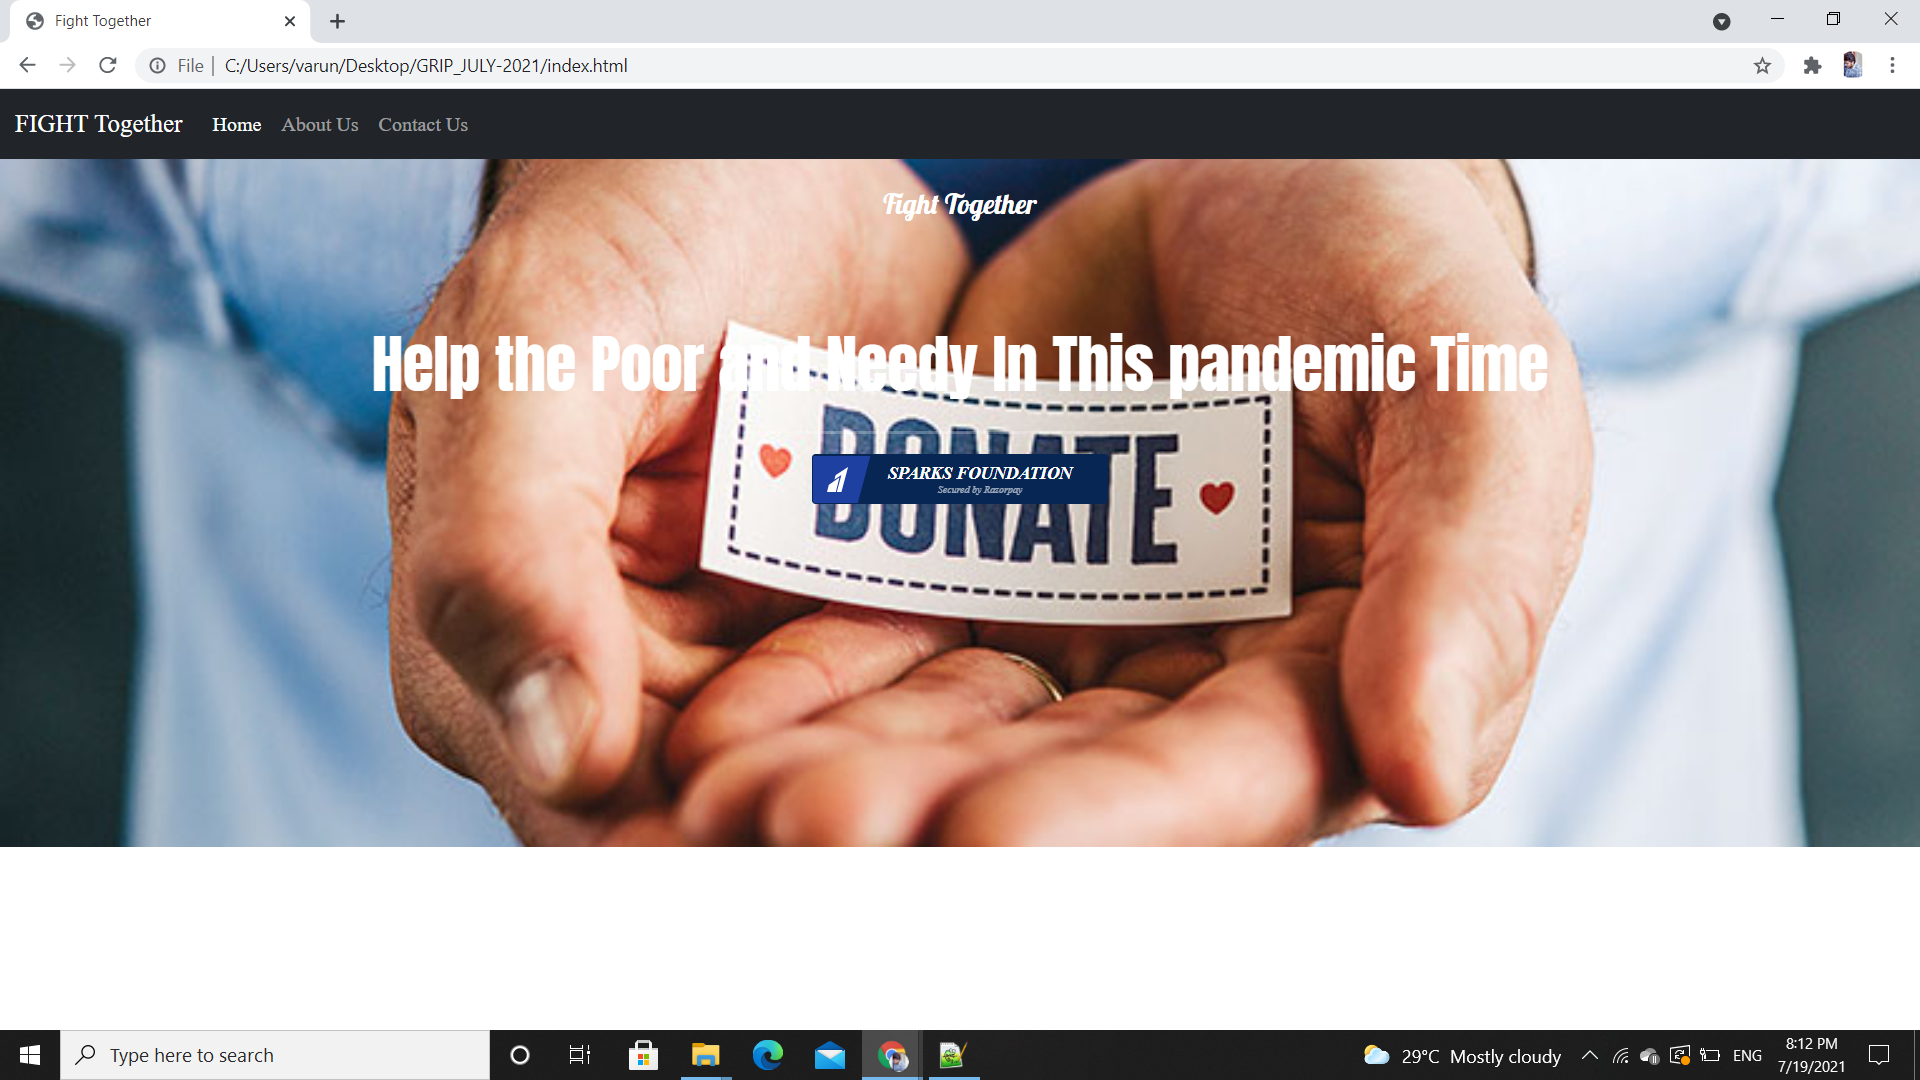 Fight Together
File
C:/Users/varun/Desktop/GRIP_JULY-2021/index.html
FIGHT Together Home About Us Contact Us
Fight Together
Help the Poor and Needy In This pandemic Time
DONATE
SPARKS FOUNDATION
Secured by Razorpay
Type here to search
29°C Mostly cloudy
ENG
8:12 PM
7/19/2021